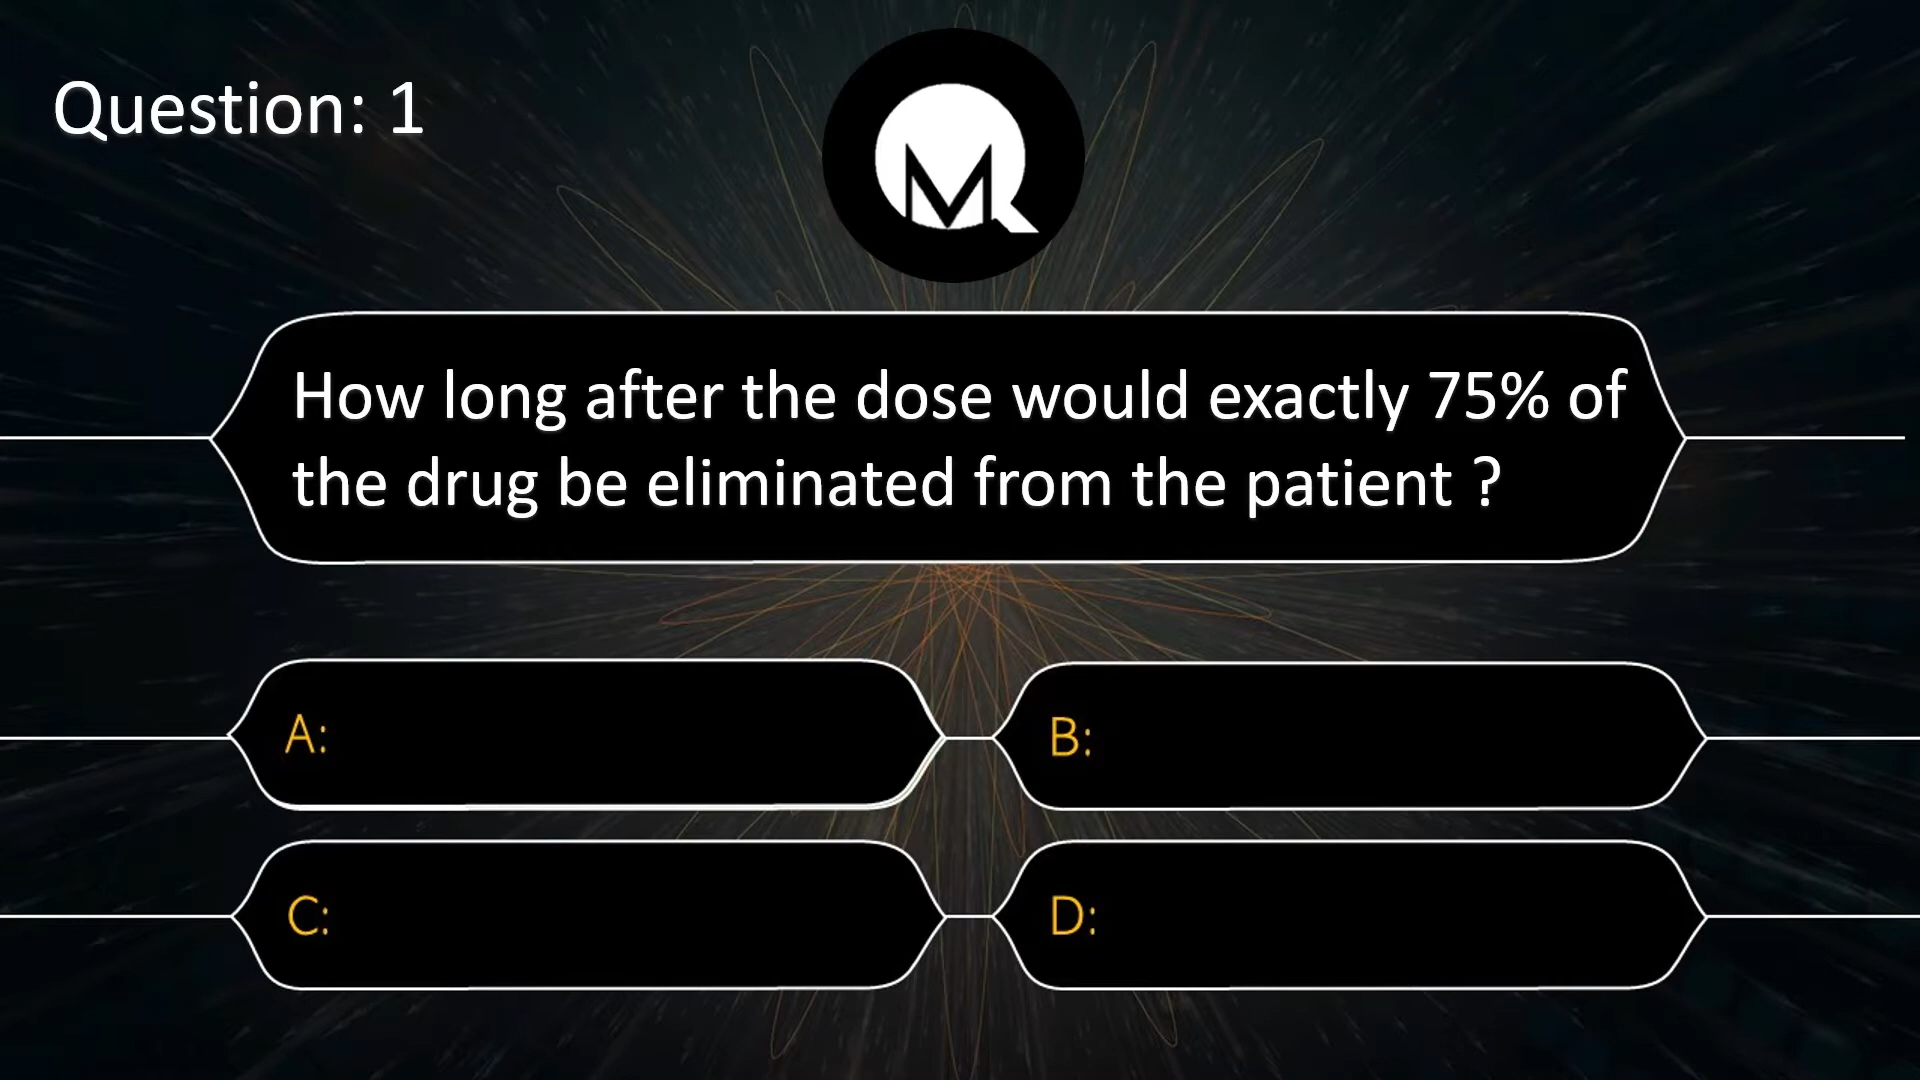 Question: 1
How long after the dose would exactly 75% of
the drug be eliminated from the patient ?
A:
B:
C:
D: